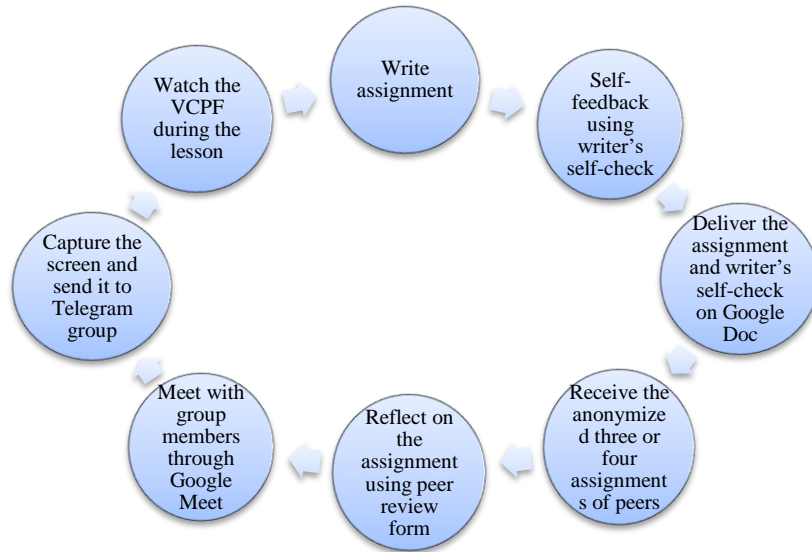 Write
assignment
Self-
feedback
using
writer's
self-check
Deliver the
assignment
and writer's
self-check
on Google
Doc
Receive the
anonymize
d three or
four
assignment
s of peers
Reflect on
the
assignment
using peer
review
form
Meet with
group
members
through
Google
Meet
Capture the
screen and
send it to
Telegram
group
Watch the
VCPF
during the
lesson